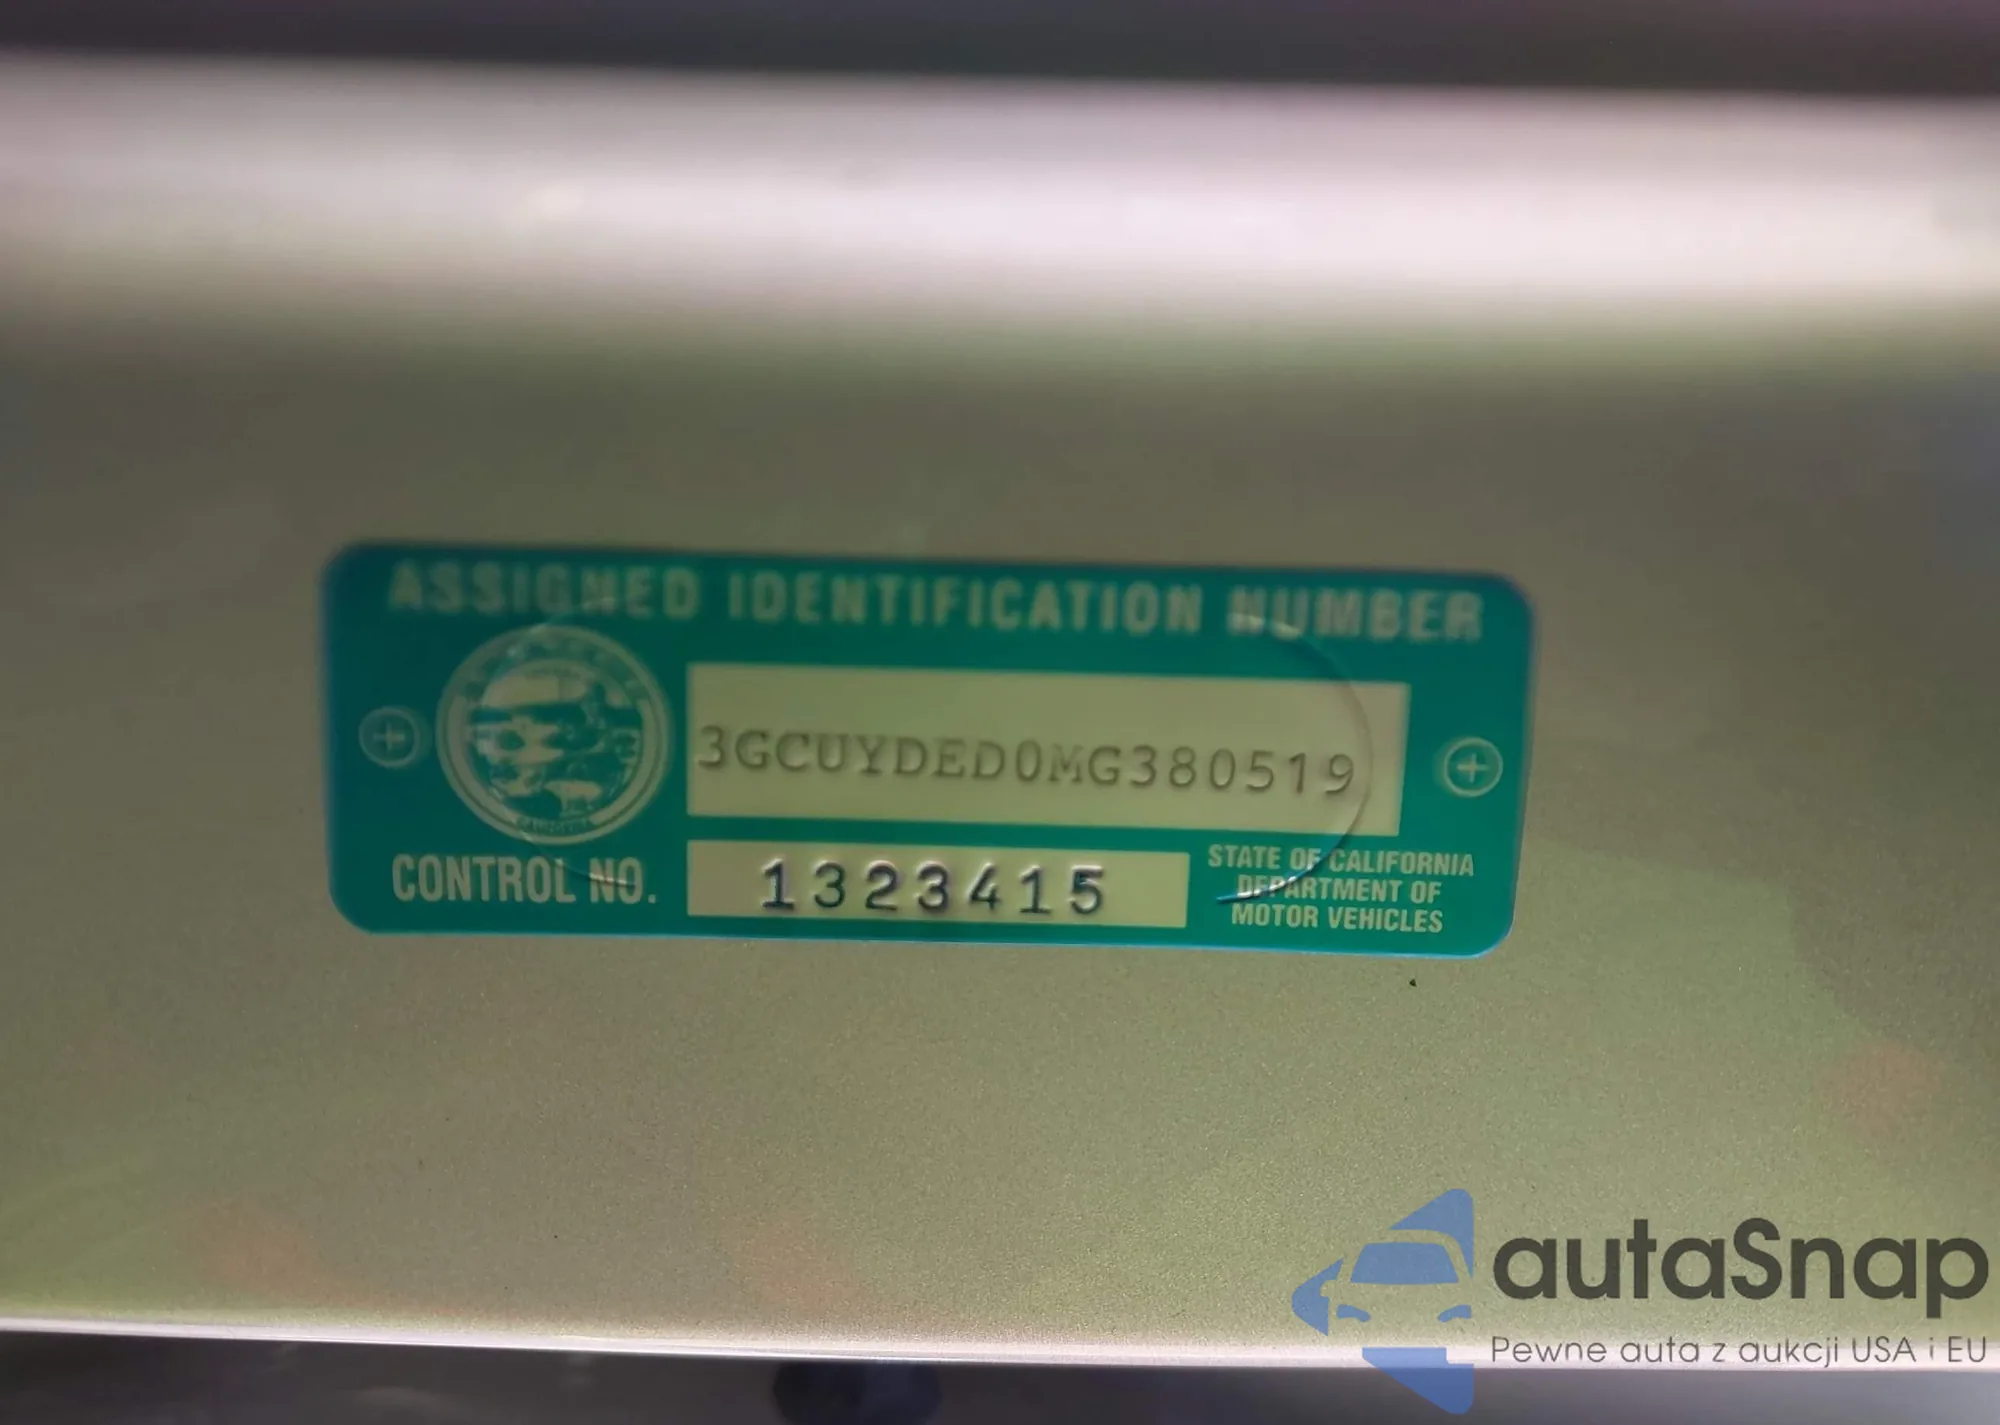 ASSIGNED IDENTIFICATION NUMBER
3GCUYDED0MG380519
CONTROL NO. 1323415
STATE OF CALIFORNIA
DEPARTMENT OF
MOTOR VEHICLES
CALIFORNIA
autaSnap
Pewne auta z aukcji USA i EU